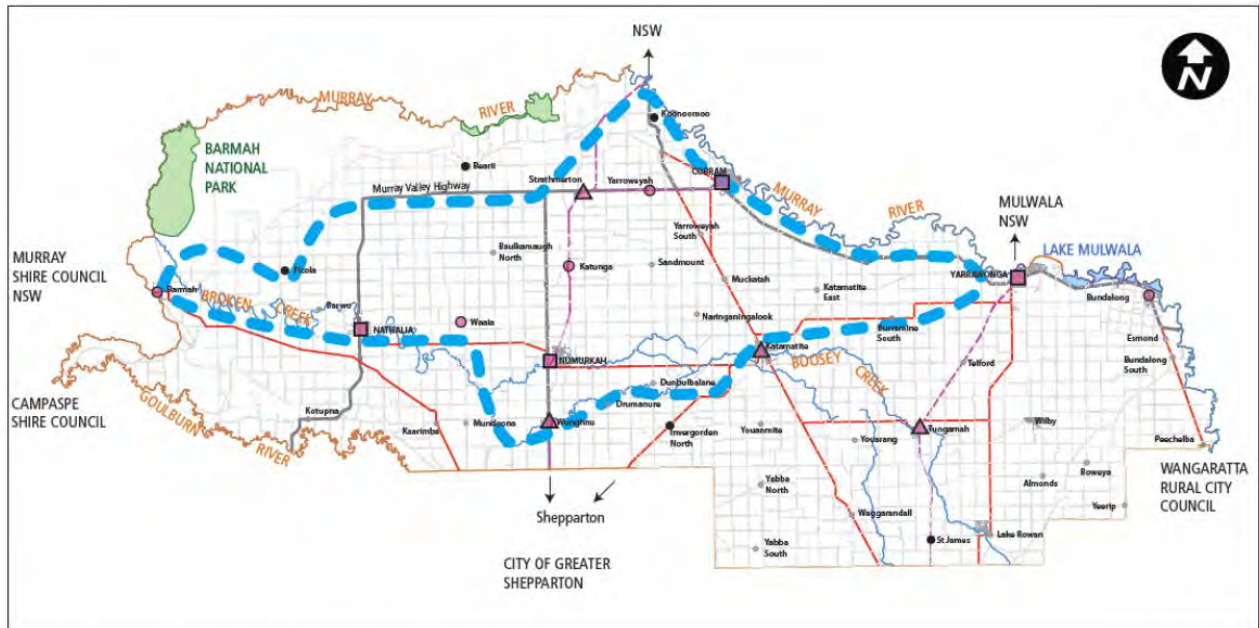 NSW
N
MURRAY
RIVER
Koonoomoo
BARMAH
NATIONAL
PARK
Bearii
Strathmerton
Yarroweyah
COBRAM
Murray Valley Highway
MURRAY
RIVER
MULWALA
NSW
LAKE MULWALA
MURRAY
SHIRE COUNCIL
NSW
Picola
Baulkamaugh
North
Yarroweyah
South
Katunga
Sandmount
Muckatah
Katamatite
East
YARRAWONGA
Bundalong
Barmah
BROKEN CREEK
Barwo
NATHALIA
Waaia
Naringaningalook
Burramine
South
Esmond
Bundalong
South
NUMURKAH
Katamatite
BOOSEY
CREEK
Telford
CAMPASPE
SHIRE COUNCIL
GOULBURN
RIVER
Kotupna
Kaarimba
Mundoona
Wunghnu
Drumanure
Dunbulbalane
Invergorden
North
Youanmite
Youarang
Tungamah
Wilby
Peechelba
Boweya
Almonds
WANGARATTA
RURAL CITY
COUNCIL
Yabba
North
Yeerip
Shepparton
Waggarandall
Yabba
South
St James
Lake Rowan
CITY OF GREATER
SHEPPARTON